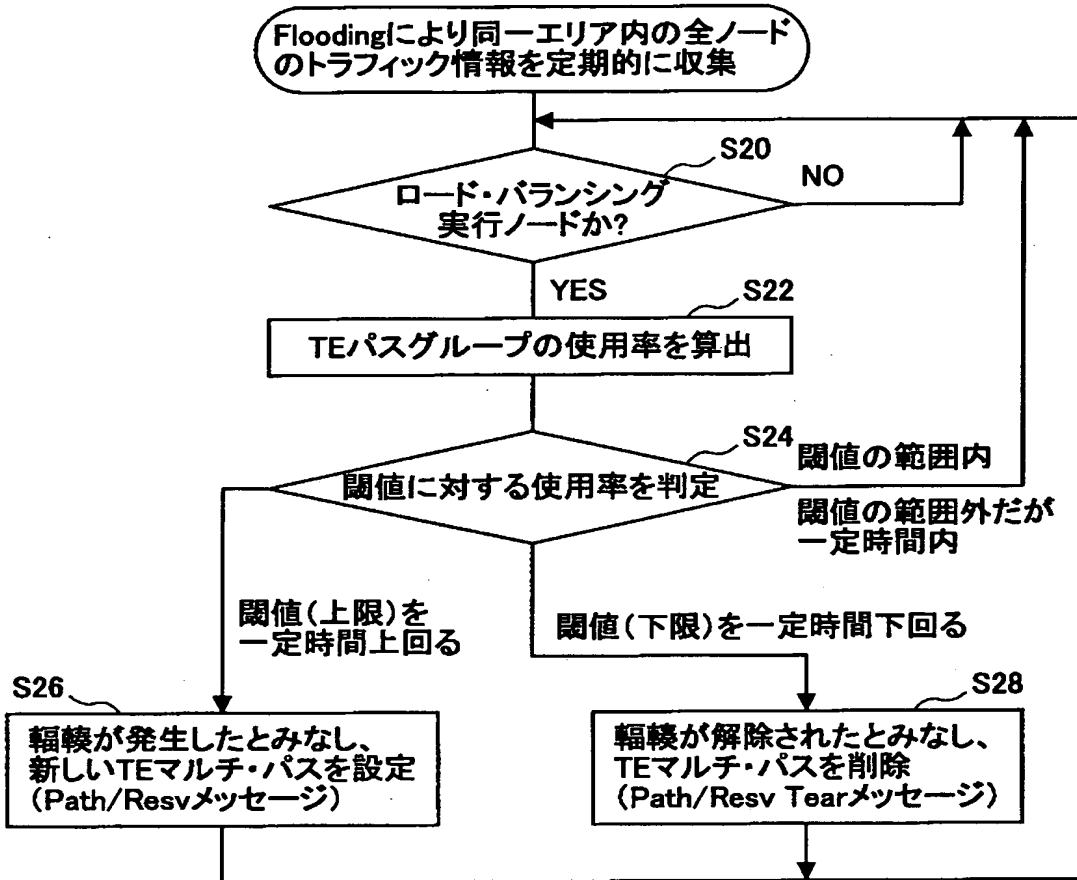 Floodingにより同一エリア内の全ノード
のトラフィック情報を定期的に収集
S20
ロード・バランシング
実行ノードか?
NO
YES
S22
TEパスグループの使用率を算出
S24
閾値に対する使用率を判定
閾値の範囲内
閾値の範囲外だが
一定時間内
閾値(上限)を
一定時間上回る
閾値(下限)を一定時間下回る
S26
輻輳が発生したとみなし、
新しいTEマルチ・パスを設定
(Path/Resvメッセージ)
S28
輻輳が解除されたとみなし、
TEマルチ・パスを削除
(Path/Resv Tearメッセージ)